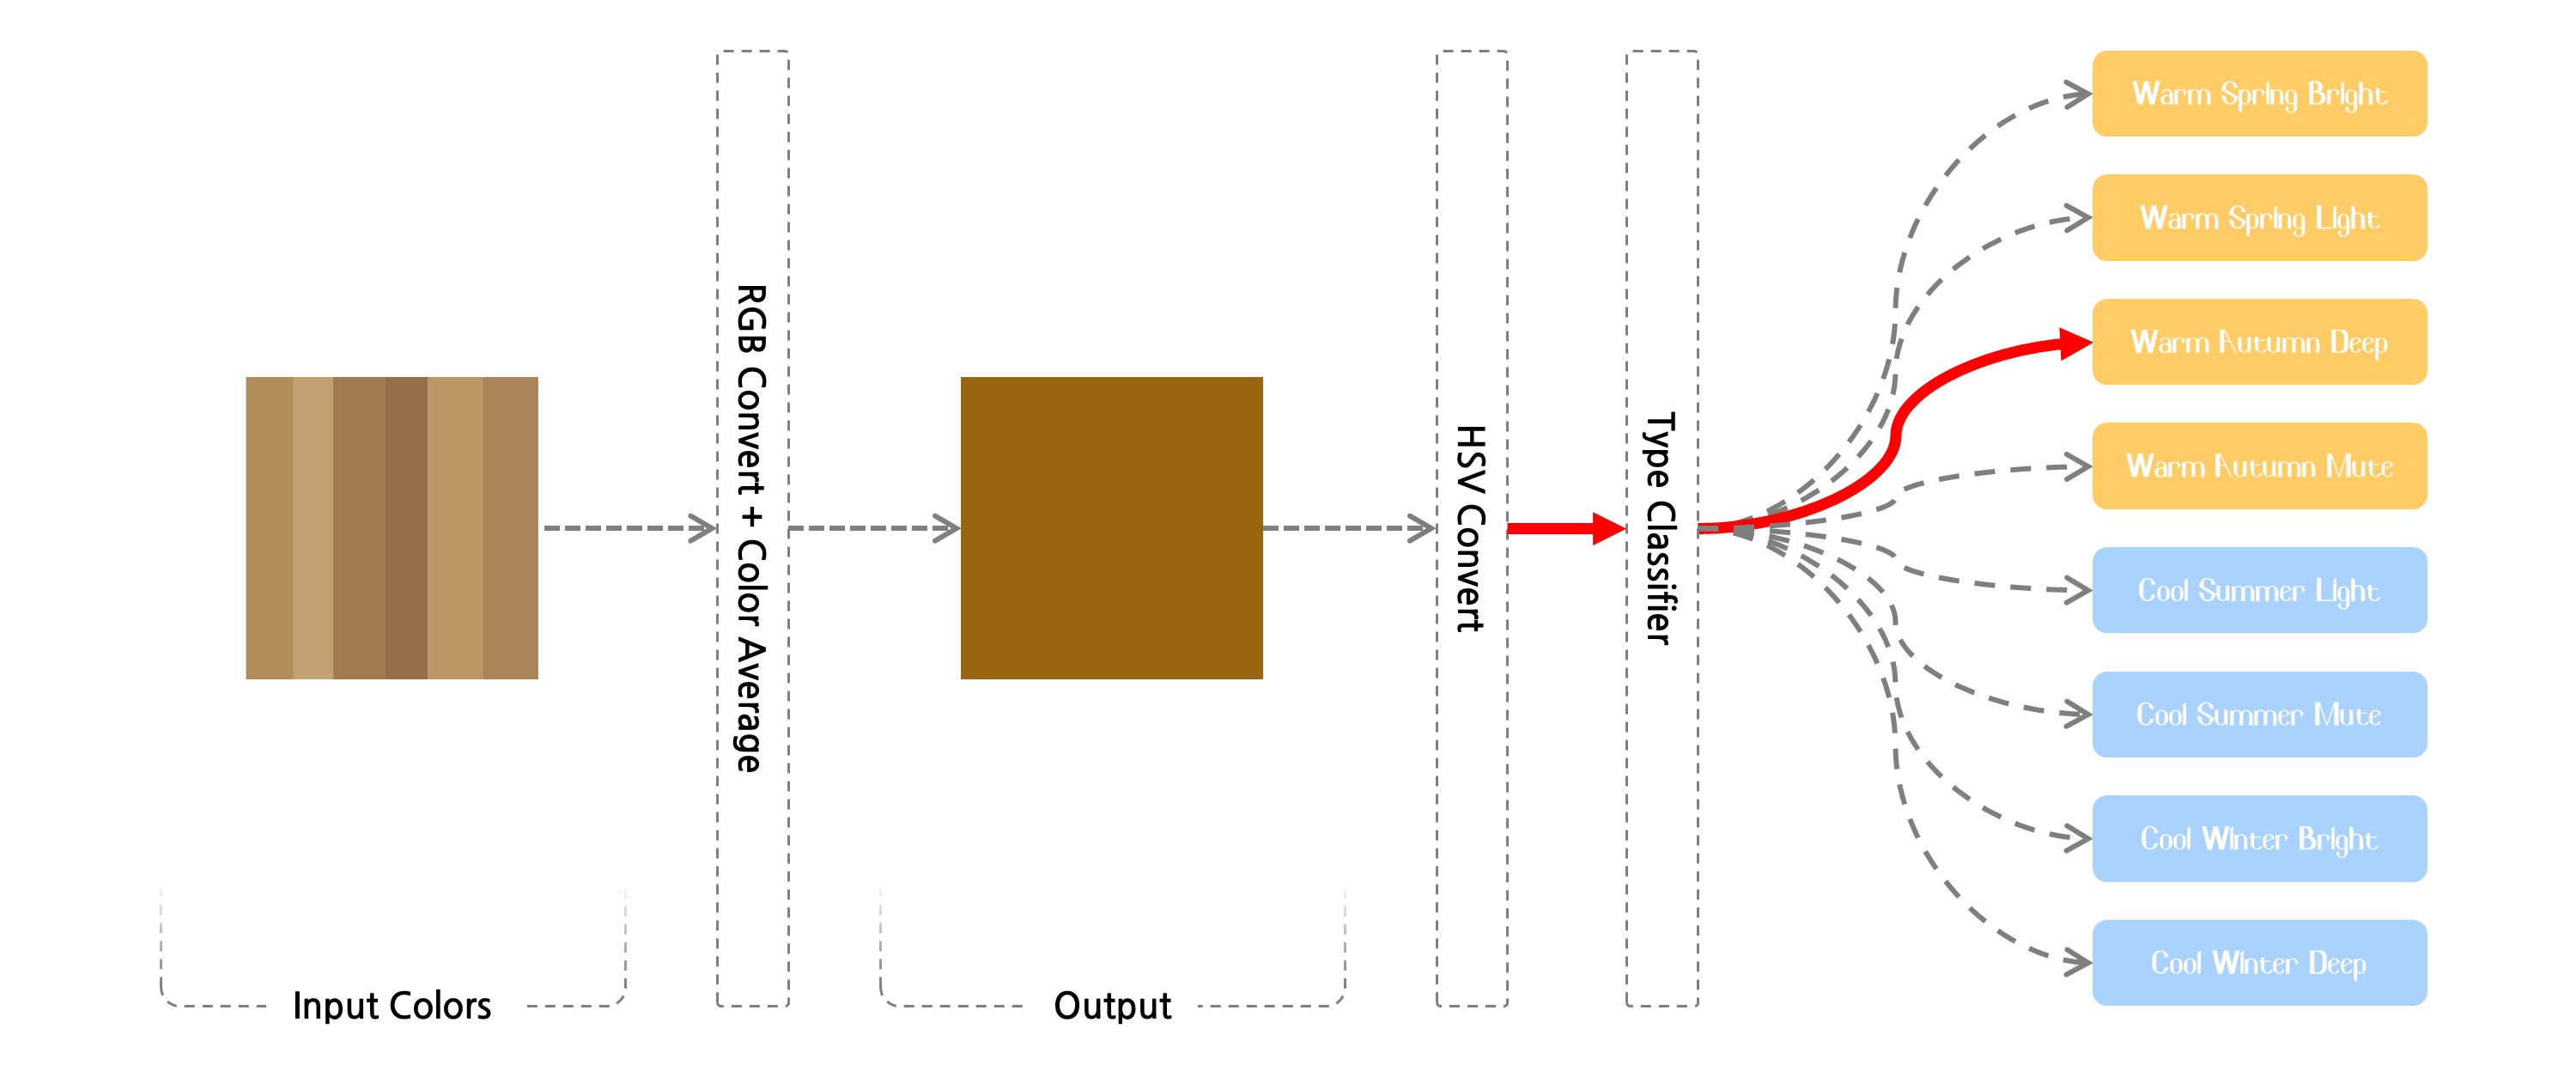 Input Colors
RGB Convert + Color Average
Output
HSV Convert
Type Classifier
Warm Spring Bright
Warm Spring Light
Warm Autumn Deep
Warm Autumn Mute
Cool Summer Light
Cool Summer Mute
Cool Winter Bright
Cool Winter Deep